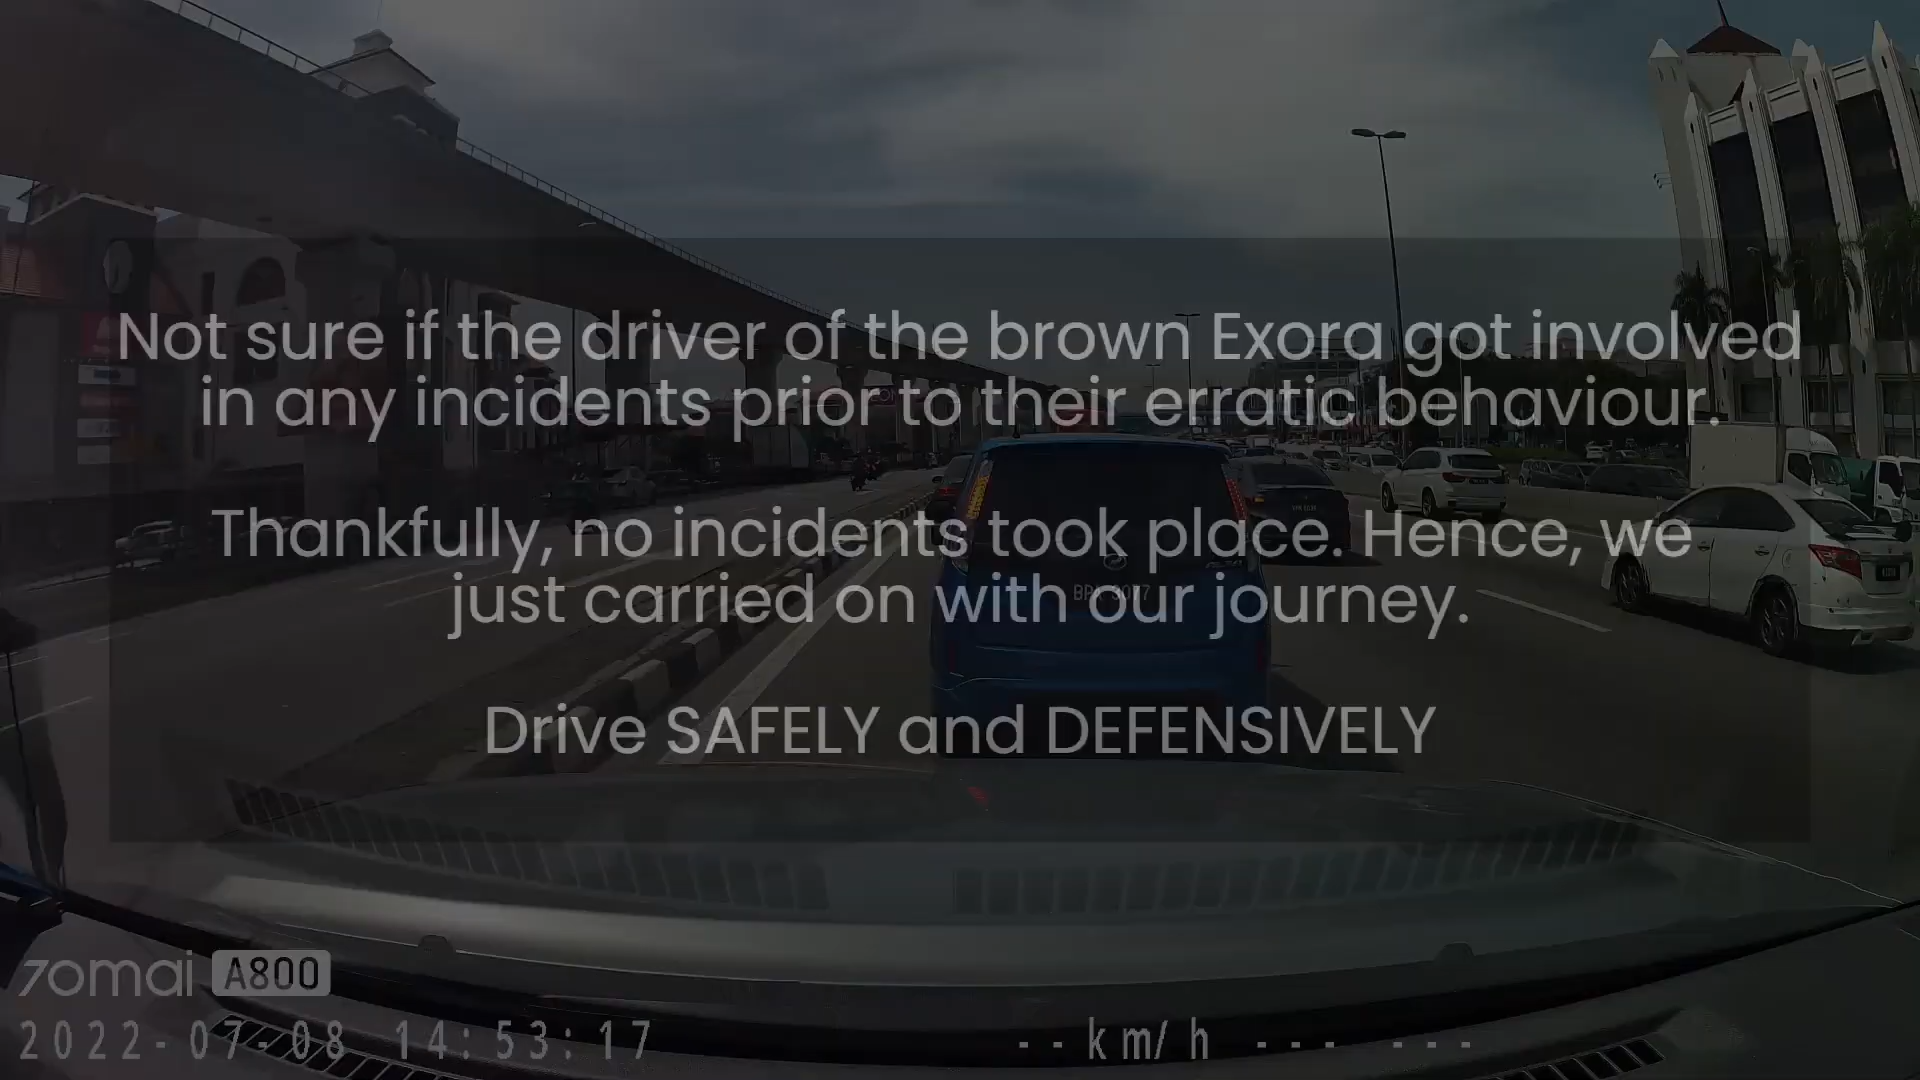 Not sure if the driver of the brown Exora got involved
in any incidents prior to their erratic behaviour.
Thankfully, no incidents took place. Hence, we
just carried on with our journey.
Drive SAFELY and DEFENSIVELY
70mai A800
2022-07-08 14:53:17 --km/h --- ---